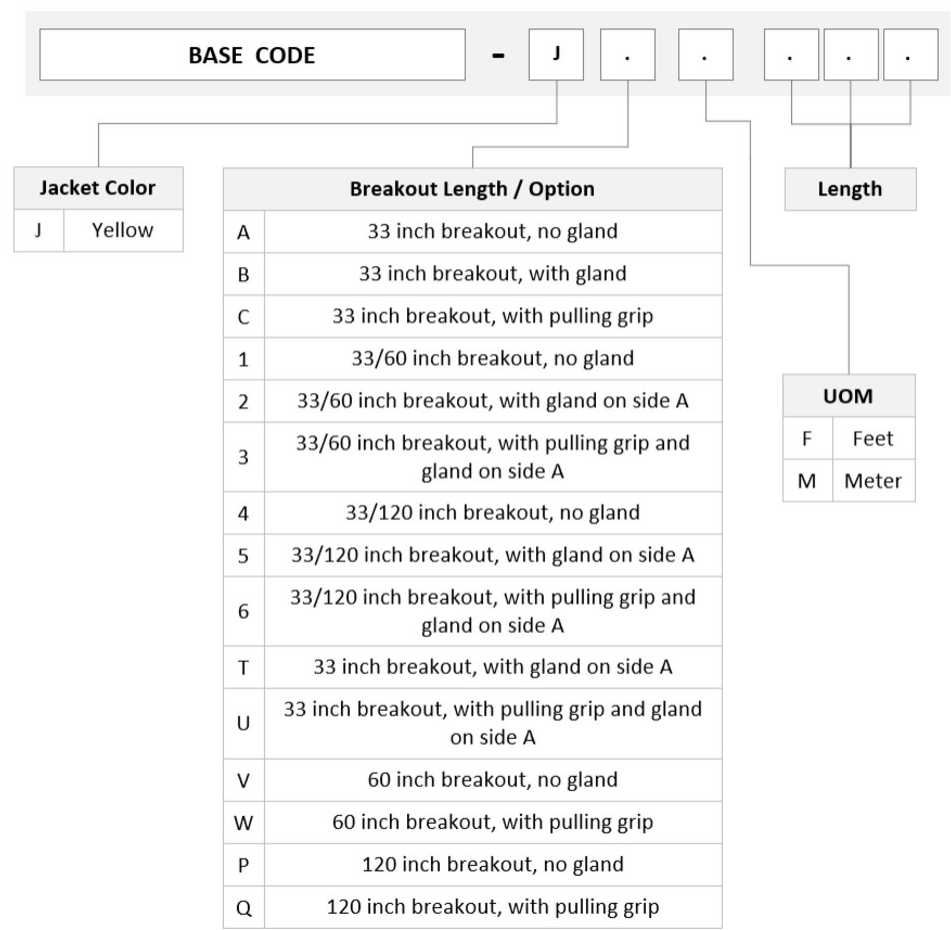 BASE CODE - J . . . . .
Jacket Color
J Yellow
Breakout Length / Option
A 33 inch breakout, no gland
B 33 inch breakout, with gland
C 33 inch breakout, with pulling grip
1 33/60 inch breakout, no gland
2 33/60 inch breakout, with gland on side A
3 33/60 inch breakout, with pulling grip and
gland on side A
4 33/120 inch breakout, no gland
5 33/120 inch breakout, with gland on side A
6 33/120 inch breakout, with pulling grip and
gland on side A
T 33 inch breakout, with gland on side A
U 33 inch breakout, with pulling grip and gland
on side A
V 60 inch breakout, no gland
W 60 inch breakout, with pulling grip
P 120 inch breakout, no gland
Q 120 inch breakout, with pulling grip
Length
UOM
F Feet
M Meter